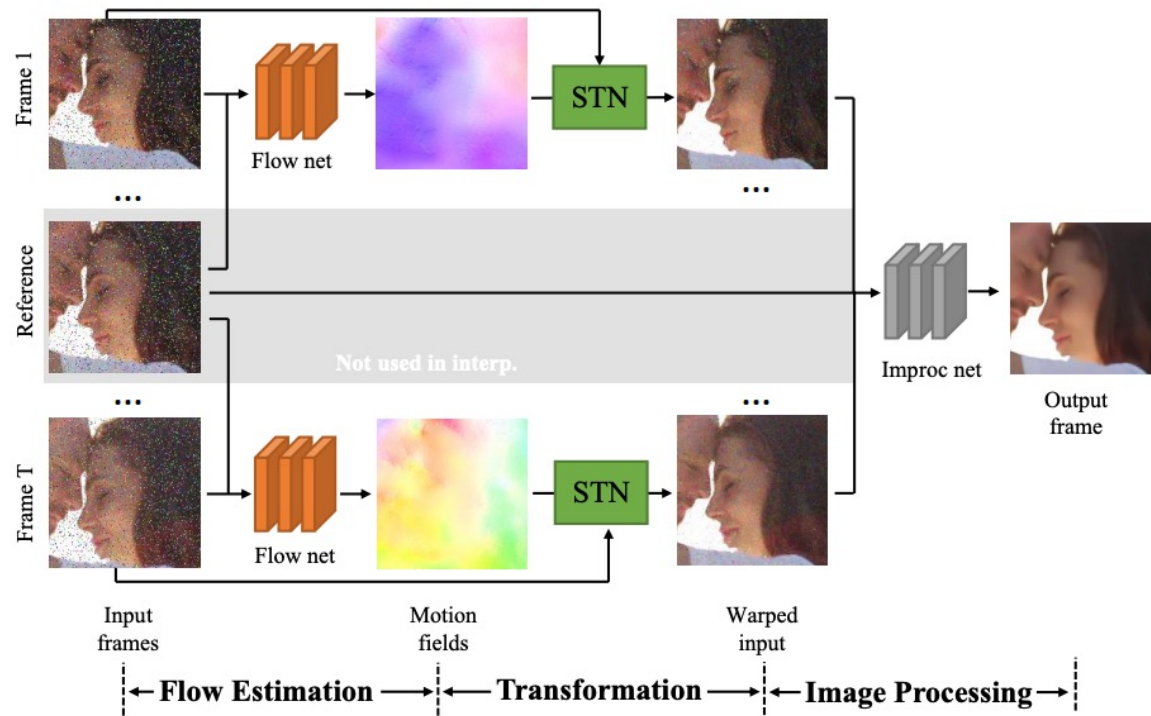 Frame 1
Flow net
STN
...
...
Reference
Not used in interp.
Improc net
Output
frame
...
...
Frame T
Flow net
STN
Input
frames
Motion
fields
Warped
input
Flow Estimation
Transformation
Image Processing